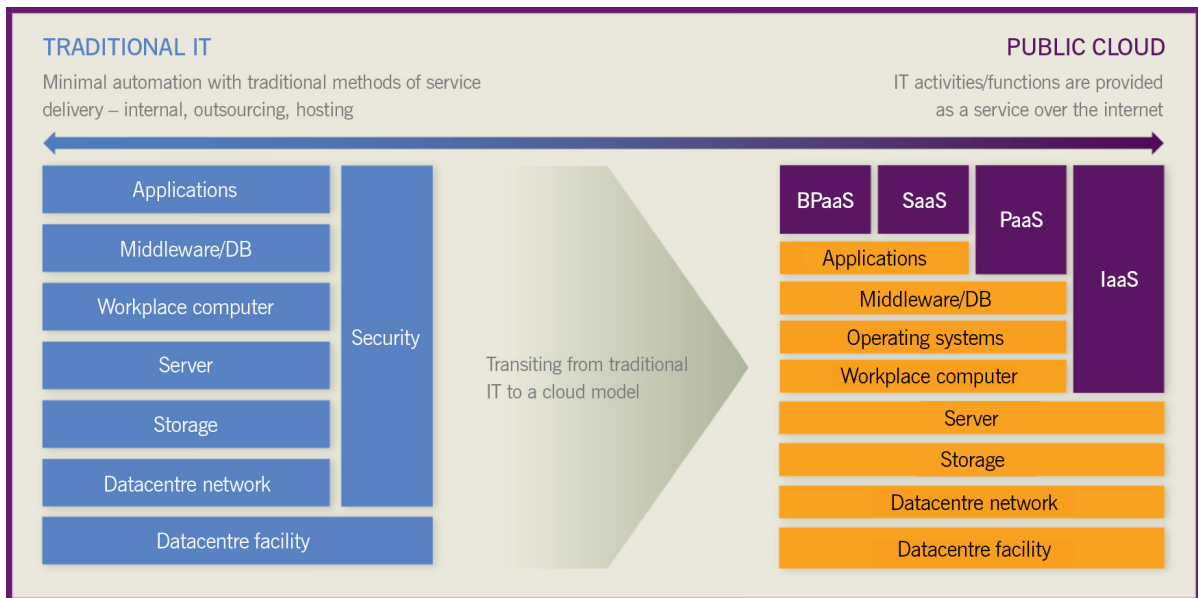 TRADITIONAL IT
Minimal automation with traditional methods of service
delivery – internal, outsourcing, hosting
PUBLIC CLOUD
IT activities/functions are provided
as a service over the internet
Applications
Middleware/DB
Workplace computer
Server
Storage
Datacentre network
Security
Datacentre facility
Transiting from traditional
IT to a cloud model
BPaaS
SaaS
PaaS
IaaS
Applications
Middleware/DB
Operating systems
Workplace computer
Server
Storage
Datacentre network
Datacentre facility